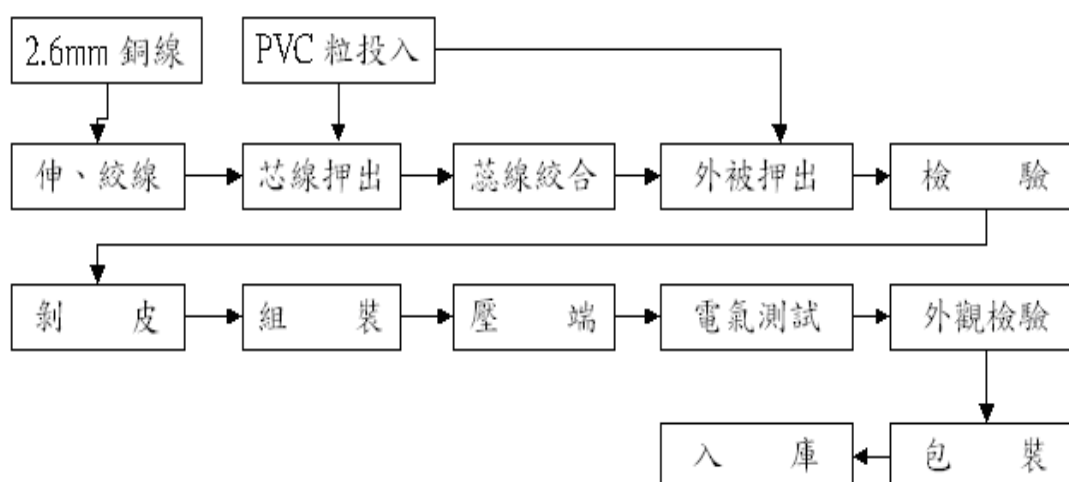 2.6mm 銅線
PVC 粒投入
伸、絞線
芯線押出
蕊線絞合
外被押出
檢 驗
剝 皮
組 裝
壓 端
電氣測試
外觀檢驗
入 庫
包 裝